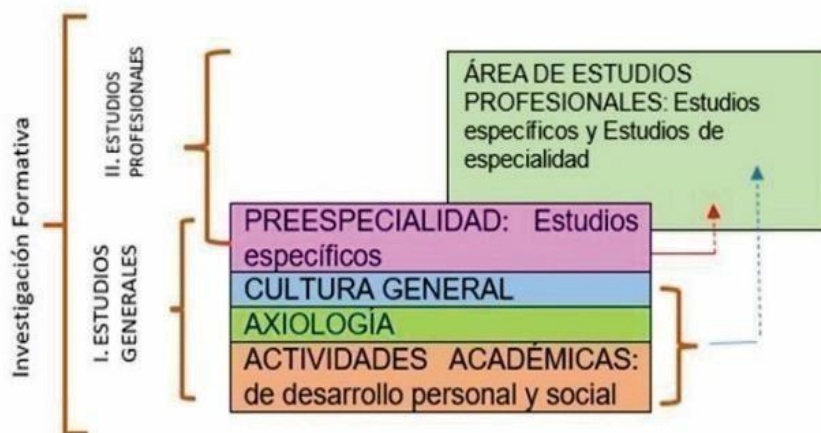 Investigación Formativa
II. ESTUDIOS
PROFESIONALES
I. ESTUDIOS
GENERALES
ÁREA DE ESTUDIOS
PROFESIONALES: Estudios
específicos y Estudios de
especialidad
PREESPECIALIDAD: Estudios
específicos
CULTURA GENERAL
AXIOLOGÍA
ACTIVIDADES ACADÉMICAS:
de desarrollo personal y social